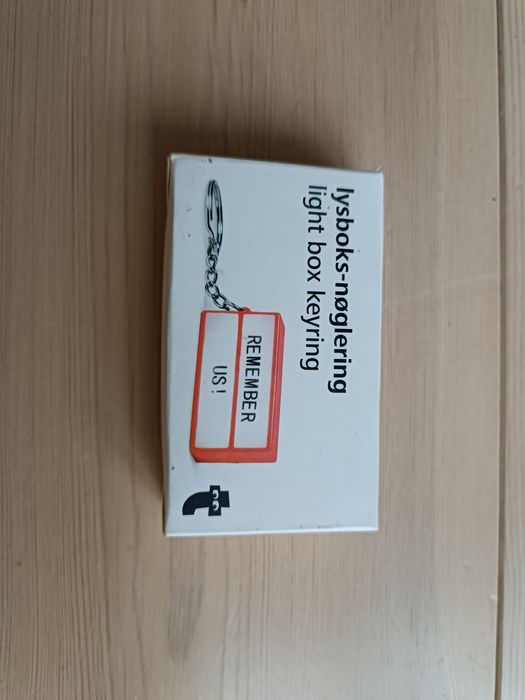 lysboks-nøglering
light box keyring
REMEMBER
US!